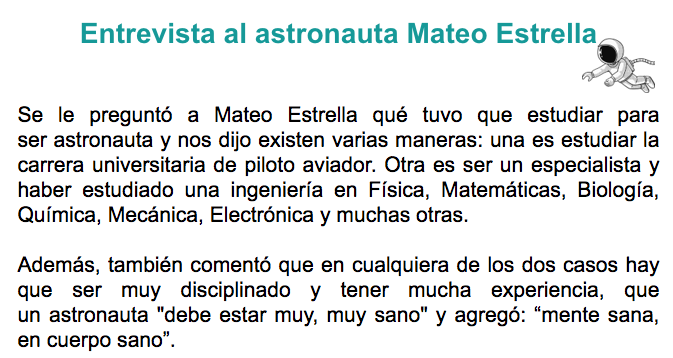 Entrevista al astronauta Mateo Estrella
Se le preguntó a Mateo Estrella qué tuvo que estudiar para
ser astronauta y nos dijo existen varias maneras: una es estudiar la
carrera universitaria de piloto aviador. Otra es ser un especialista y
haber estudiado una ingeniería en Física, Matemáticas, Biología,
Química, Mecánica, Electrónica y muchas otras.
Además, también comentó que en cualquiera de los dos casos hay
que ser muy disciplinado y tener mucha experiencia, que
un astronauta "debe estar muy, muy sano" y agregó: “mente sana,
en cuerpo sano”.